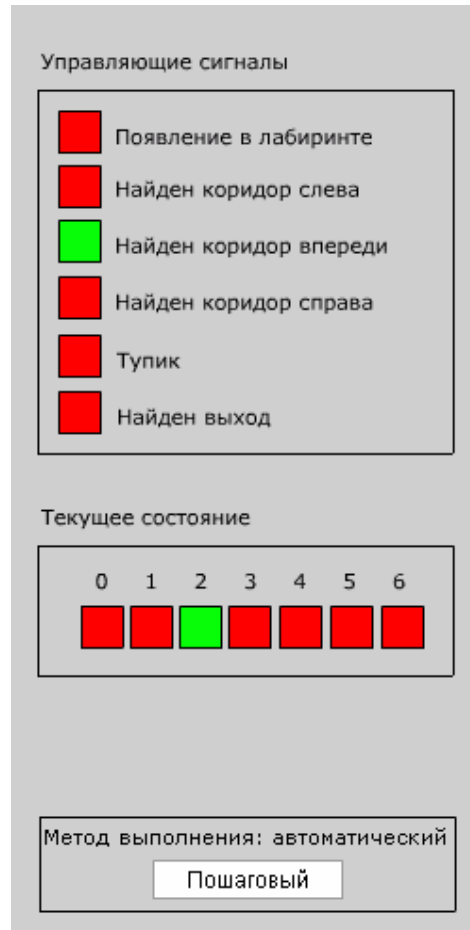 Управляющие сигналы
Появление в лабиринте
Найден коридор слева
Найден коридор впереди
Найден коридор справа
Тупик
Найден выход
Текущее состояние
0 1 2 3 4 5 6
Метод выполнения: автоматический
Пошаговый